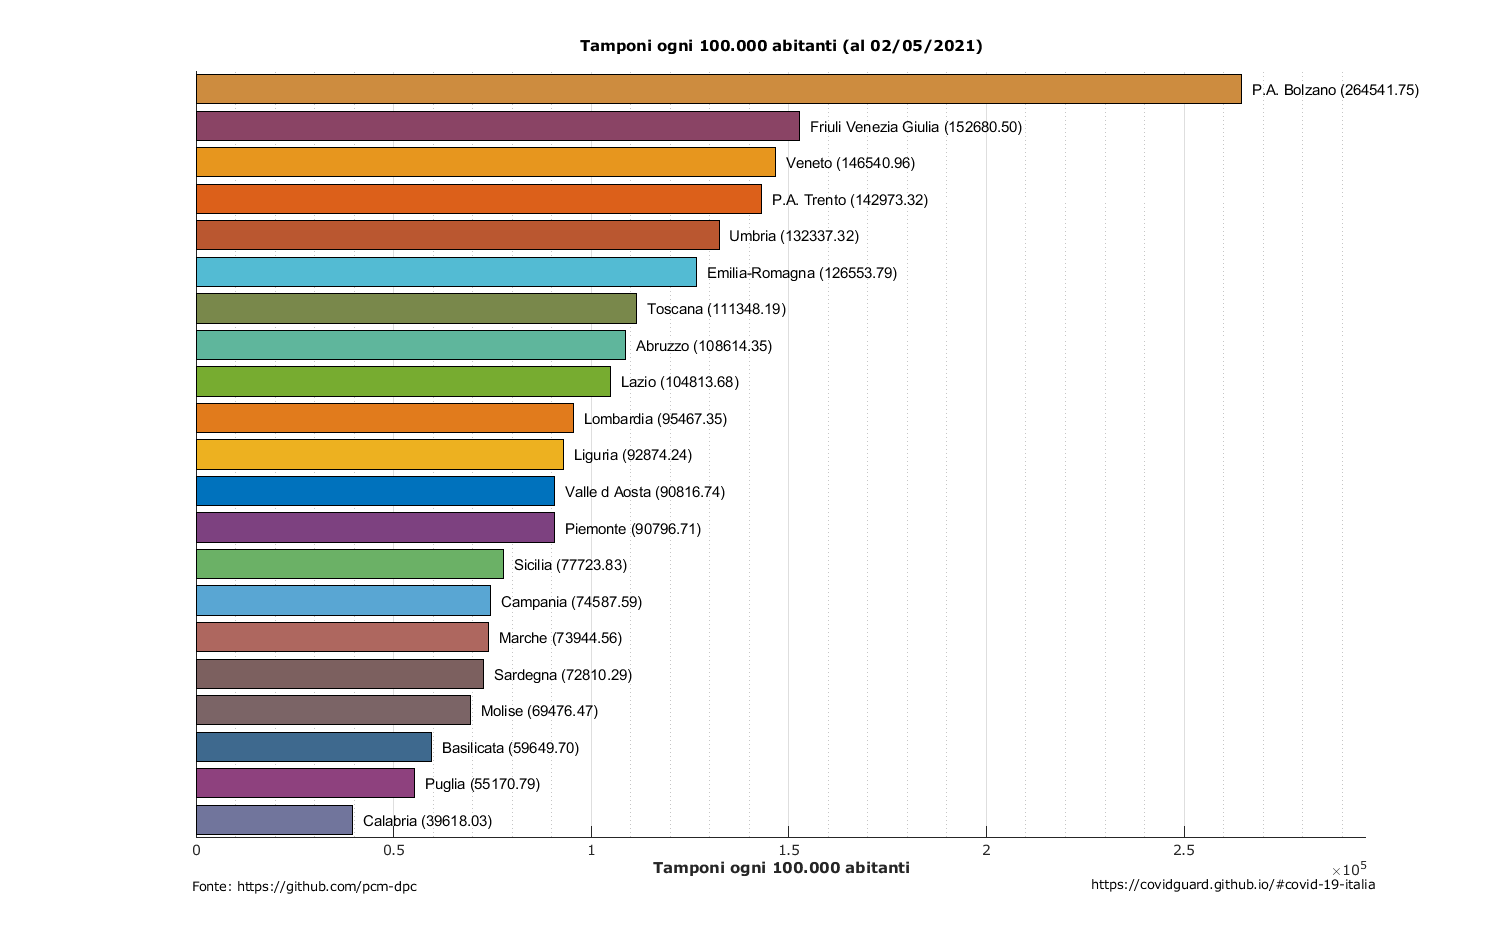 Tamponi ogni 100.000 abitanti (al 02/05/2021)
P.A. Bolzano (264541.75)
Friuli Venezia Giulia (152680.50)
Veneto (146540.96)
P.A. Trento (142973.32)
Umbria (132337.32)
Emilia-Romagna (126553.79)
Toscana (111348.19)
Abruzzo (108614.35)
Lazio (104813.68)
Lombardia (95467.35)
Liguria (92874.24)
Valle d Aosta (90816.74)
Piemonte (90796.71)
Sicilia (77723.83)
Campania (74587.59)
Marche (73944.56)
Sardegna (72810.29)
Molise (69476.47)
Basilicata (59649.70)
Puglia (55170.79)
Calabria (39618.03)
0 0.5 1 1.5 2 2.5
×10^5
Tamponi ogni 100.000 abitanti
Fonte: https://github.com/pcm-dpc
https://covidguard.github.io/#covid-19-italia